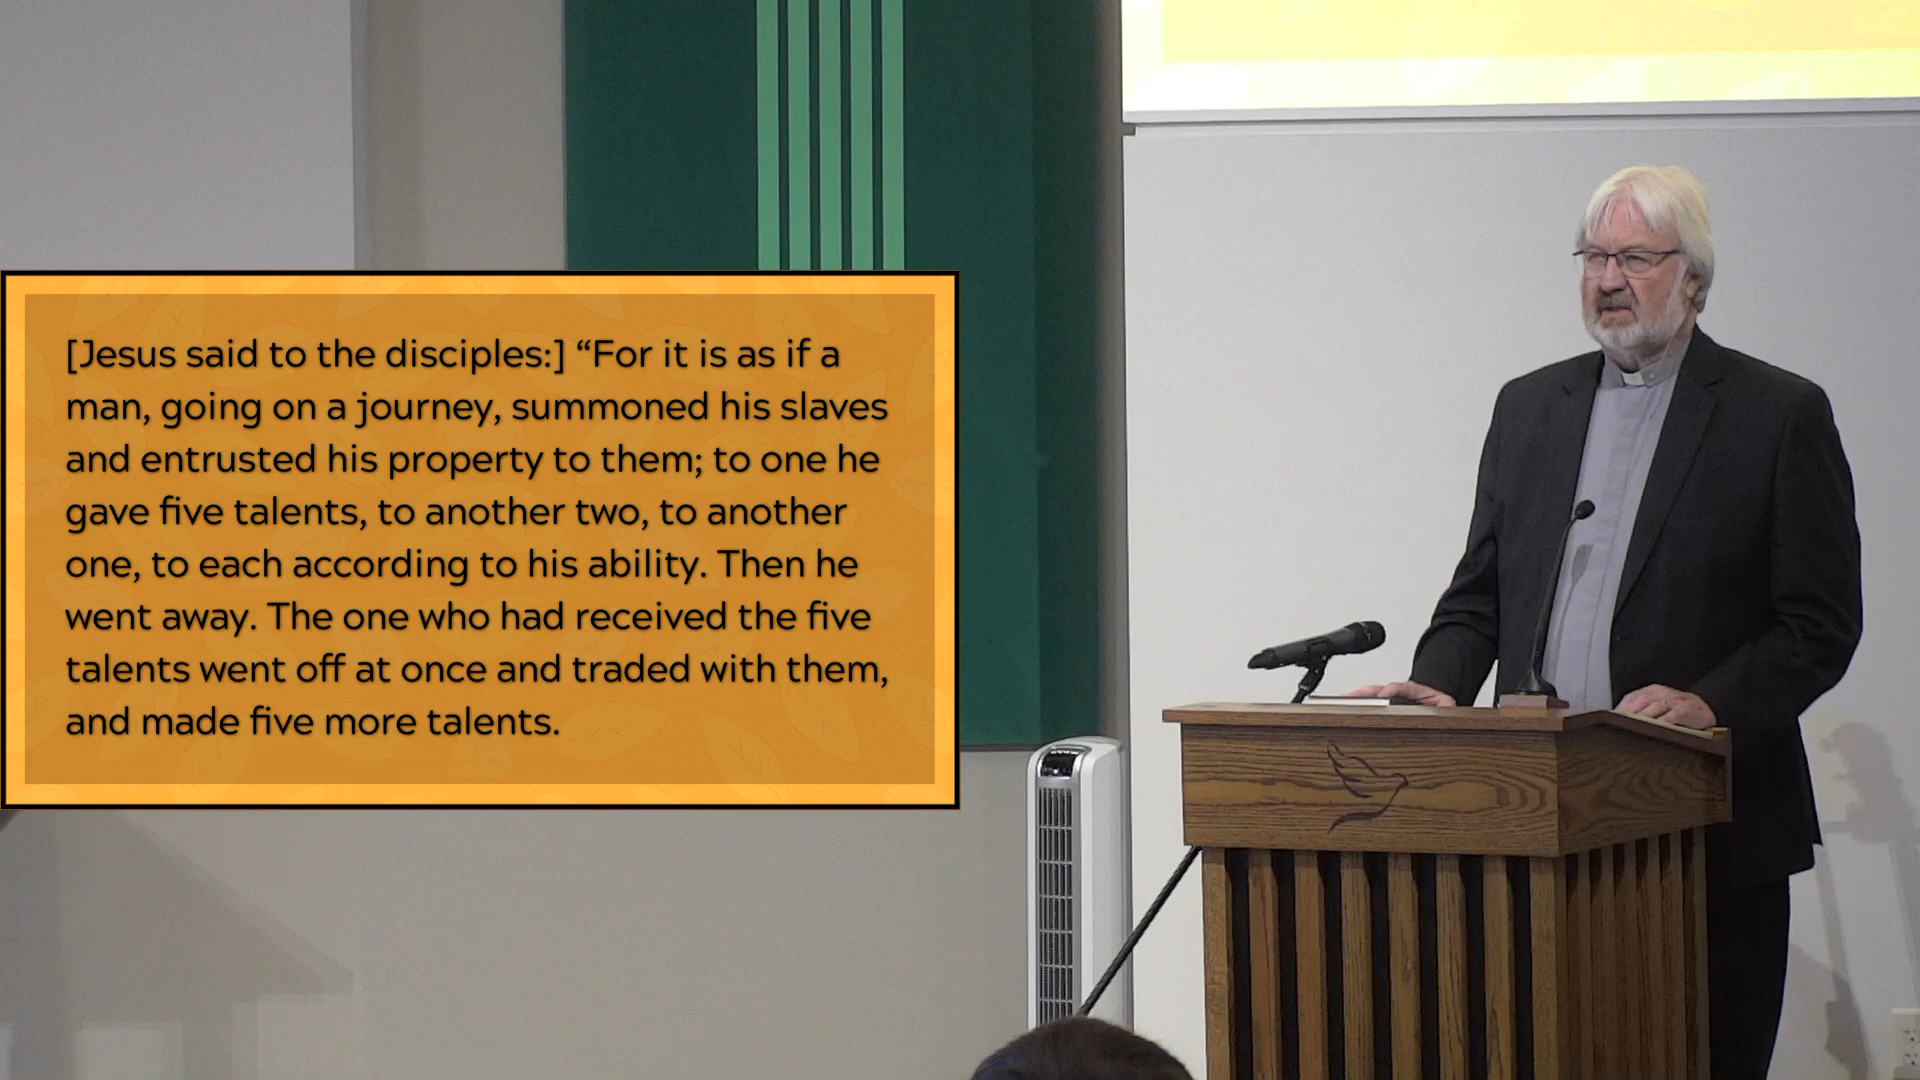 [Jesus said to the disciples:] “For it is as if a
man, going on a journey, summoned his slaves
and entrusted his property to them; to one he
gave five talents, to another two, to another
one, to each according to his ability. Then he
went away. The one who had received the five
talents went off at once and traded with them,
and made five more talents.